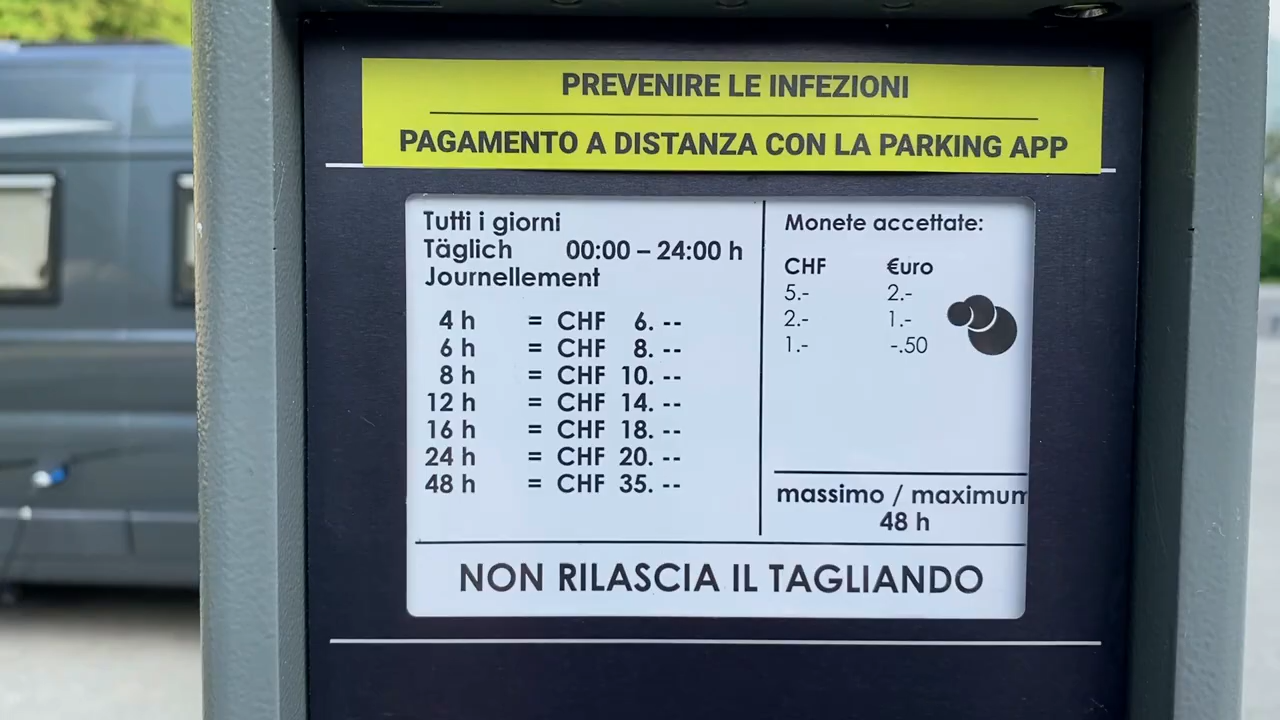 PREVENIRE LE INFEZIONI
PAGAMENTO A DISTANZA CON LA PARKING APP
Tutti i giorni
Täglich 00:00 – 24:00 h
Journellement
4 h = CHF 6. --
6 h = CHF 8. --
8 h = CHF 10. --
12 h = CHF 14. --
16 h = CHF 18. --
24 h = CHF 20. --
48 h = CHF 35. --
Monete accettate:
CHF €uro
5.- 2.-
2.- 1.-
1.- -.50
massimo / maximum
48 h
NON RILASCIA IL TAGLIANDO